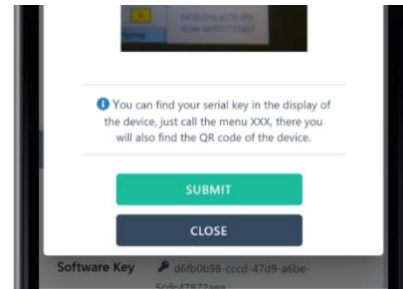 You can find your serial key in the display of
the device, just call the menu XXX, there you
will also find the QR code of the device.
SUBMIT
CLOSE
Software Key d6fb0b98-cccd-47d9-a6be-
5cdc47872aea